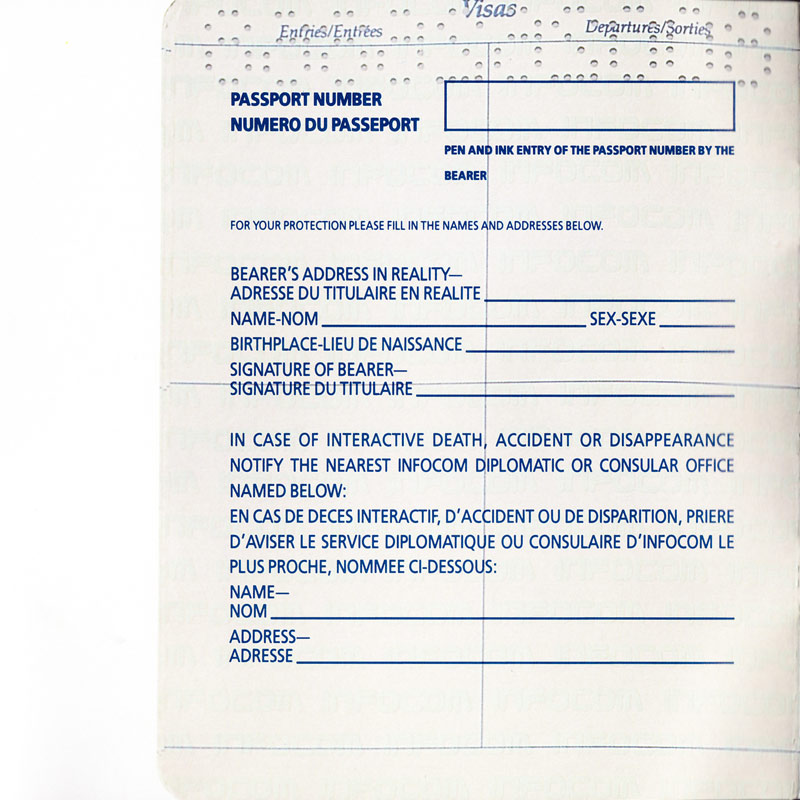 Visas
Entries/Entrées Departures/Sorties
PASSPORT NUMBER
NUMERO DU PASSEPORT
PEN AND INK ENTRY OF THE PASSPORT NUMBER BY THE
BEARER
FOR YOUR PROTECTION PLEASE FILL IN THE NAMES AND ADDRESSES BELOW.
BEARER'S ADDRESS IN REALITY—
ADRESSE DU TITULAIRE EN REALITE
NAME-NOM SEX-SEXE
BIRTHPLACE-LIEU DE NAISSANCE
SIGNATURE OF BEARER—
SIGNATURE DU TITULAIRE
IN CASE OF INTERACTIVE DEATH, ACCIDENT OR DISAPPEARANCE
NOTIFY THE NEAREST INFOCOM DIPLOMATIC OR CONSULAR OFFICE
NAMED BELOW:
EN CAS DE DECES INTERACTIF, D'ACCIDENT OU DE DISPARITION, PRIERE
D'AVISER LE SERVICE DIPLOMATIQUE OU CONSULAIRE D'INFOCOM LE
PLUS PROCHE, NOMMEE CI-DESSOUS:
NAME—
NOM
ADDRESS—
ADRESSE